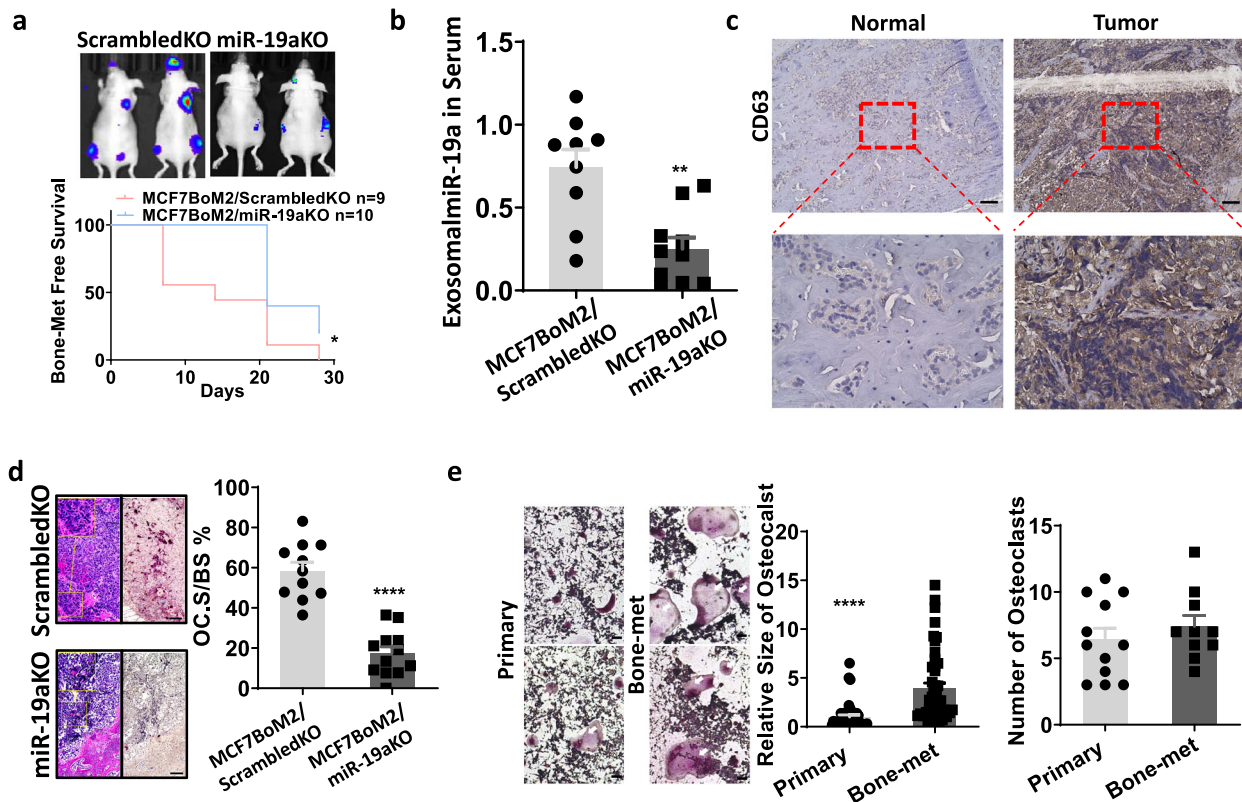 a
ScrambledKO miR-19aKO
MCF7BoM2/ScrambledKO n=9
MCF7BoM2/miR-19aKO n=10
Bone-Met Free Survival
100
50
0
0 10 20 30
Days
*
b
ExosomalmiR-19a in Serum
1.5
1.0
0.5
0.0
**
MCF7BoM2/
ScrambledKO
MCF7BoM2/
miR-19aKO
c
Normal Tumor
CD63
d
ScrambledKO
miR-19aKO
OC.S/BS %
100
80
60
40
20
0
****
MCF7BoM2/
ScrambledKO
MCF7BoM2/
miR-19aKO
e
Primary
Bone-met
Relative Size of Osteocalst
20
15
10
5
0
****
Primary
Bone-met
Number of Osteoclasts
15
10
5
0
Primary
Bone-met